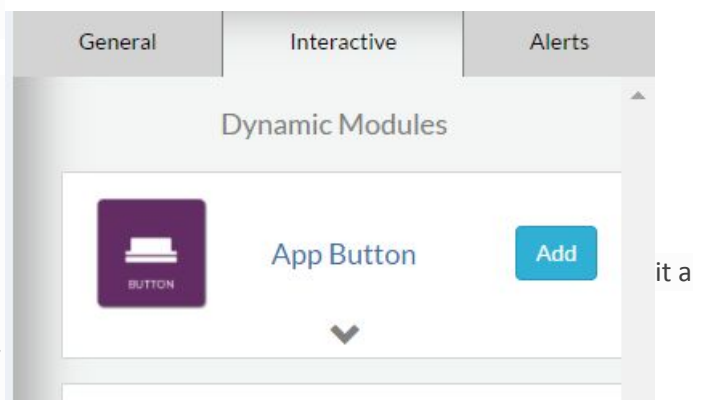 General Interactive Alerts
Dynamic Modules
App Button Add
BUTTON
it a